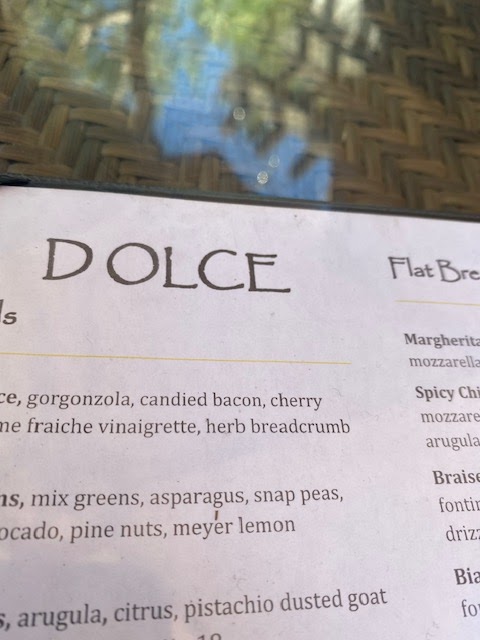 DOLCE
ls
ce, gorgonzola, candied bacon, cherry
me fraiche vinaigrette, herb breadcrumb
ns, mix greens, asparagus, snap peas,
ocado, pine nuts, meyer lemon
s, arugula, citrus, pistachio dusted goat
Flat Bre
Margherita
mozzarella
Spicy Chi
mozzare
arugula
Braise
fontin
drizz
Bia
fo